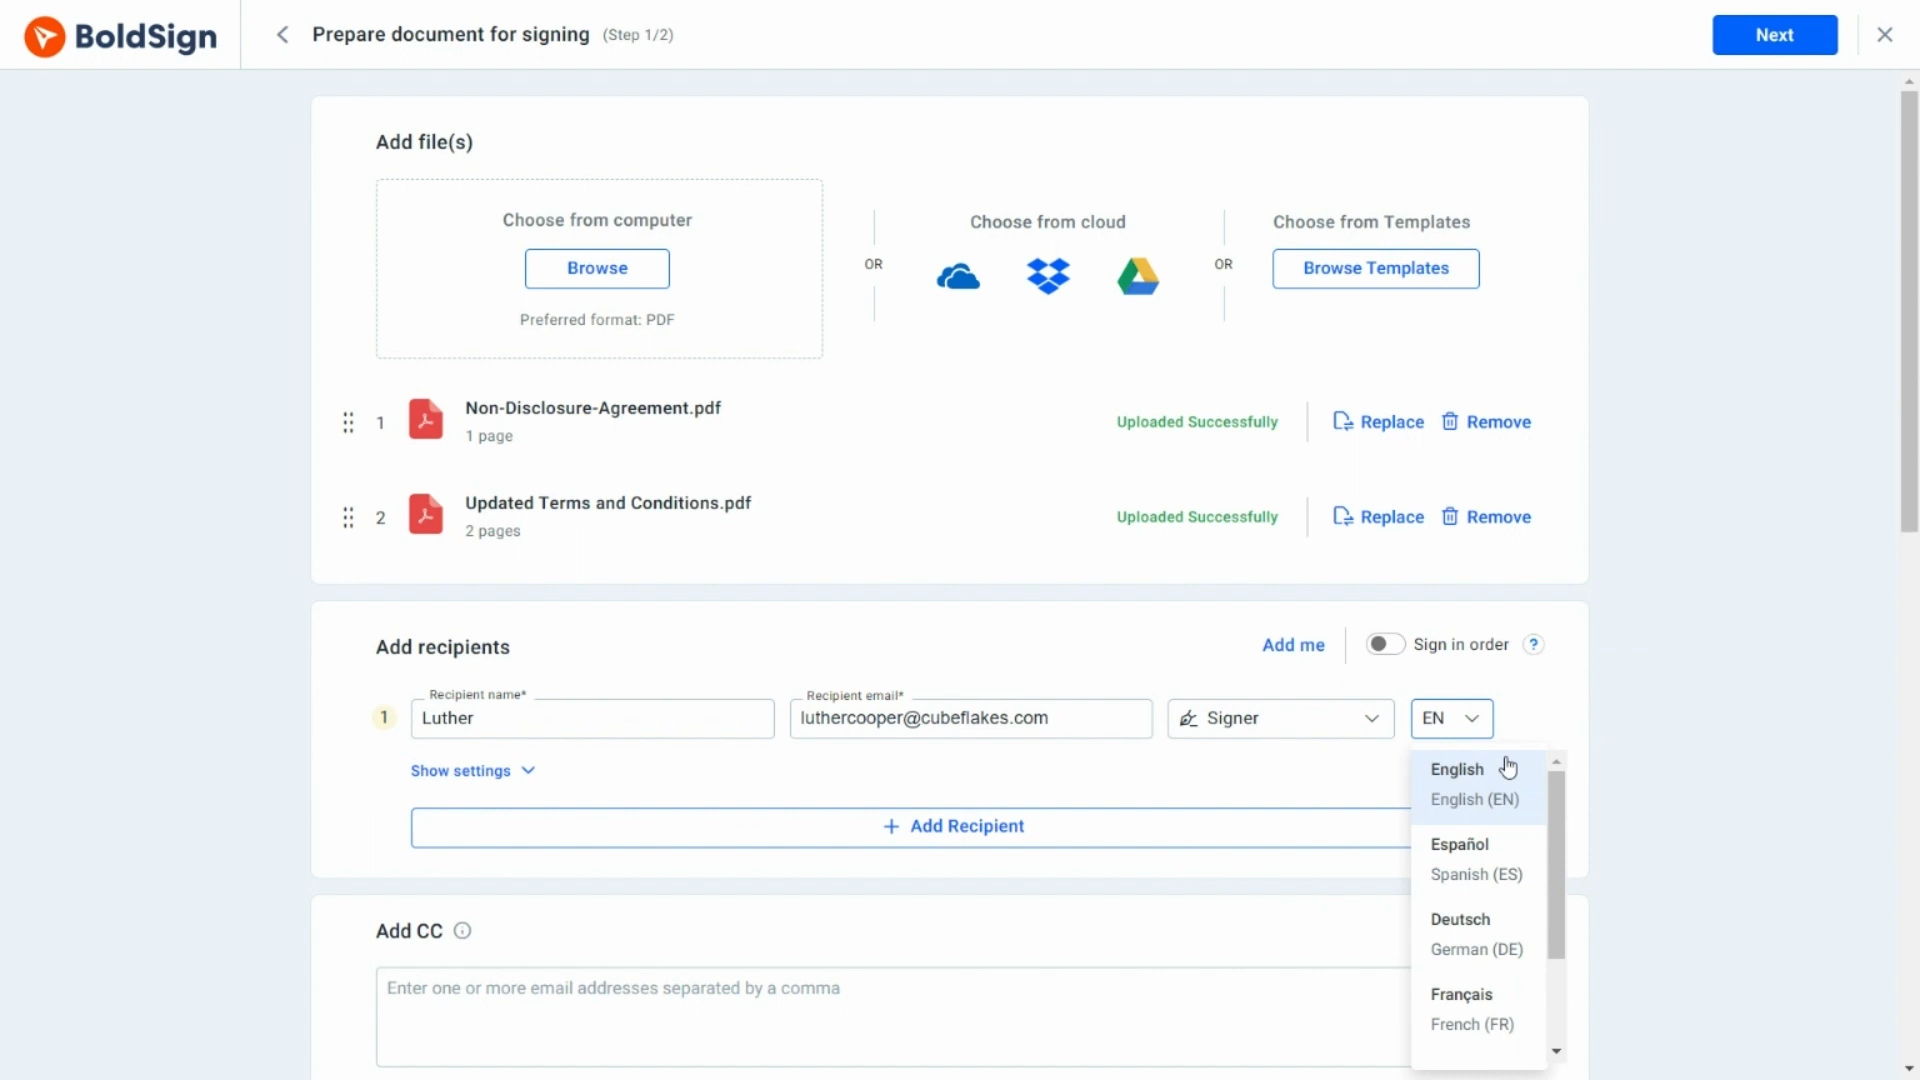 BoldSign
Prepare document for signing (Step 1/2)
Next
Add file(s)
Choose from computer
Browse
Preferred format: PDF
OR
Choose from cloud
OR
Choose from Templates
Browse Templates
1
Non-Disclosure-Agreement.pdf
1 page
Uploaded Successfully
Replace
Remove
2
Updated Terms and Conditions.pdf
2 pages
Uploaded Successfully
Replace
Remove
Add recipients
Add me
Sign in order
?
1
Recipient name*
Luther
Recipient email*
luthercooper@cubeflakes.com
Signer
EN
Show settings
+ Add Recipient
English
English (EN)
Español
Spanish (ES)
Deutsch
German (DE)
Français
French (FR)
Add CC
Enter one or more email addresses separated by a comma